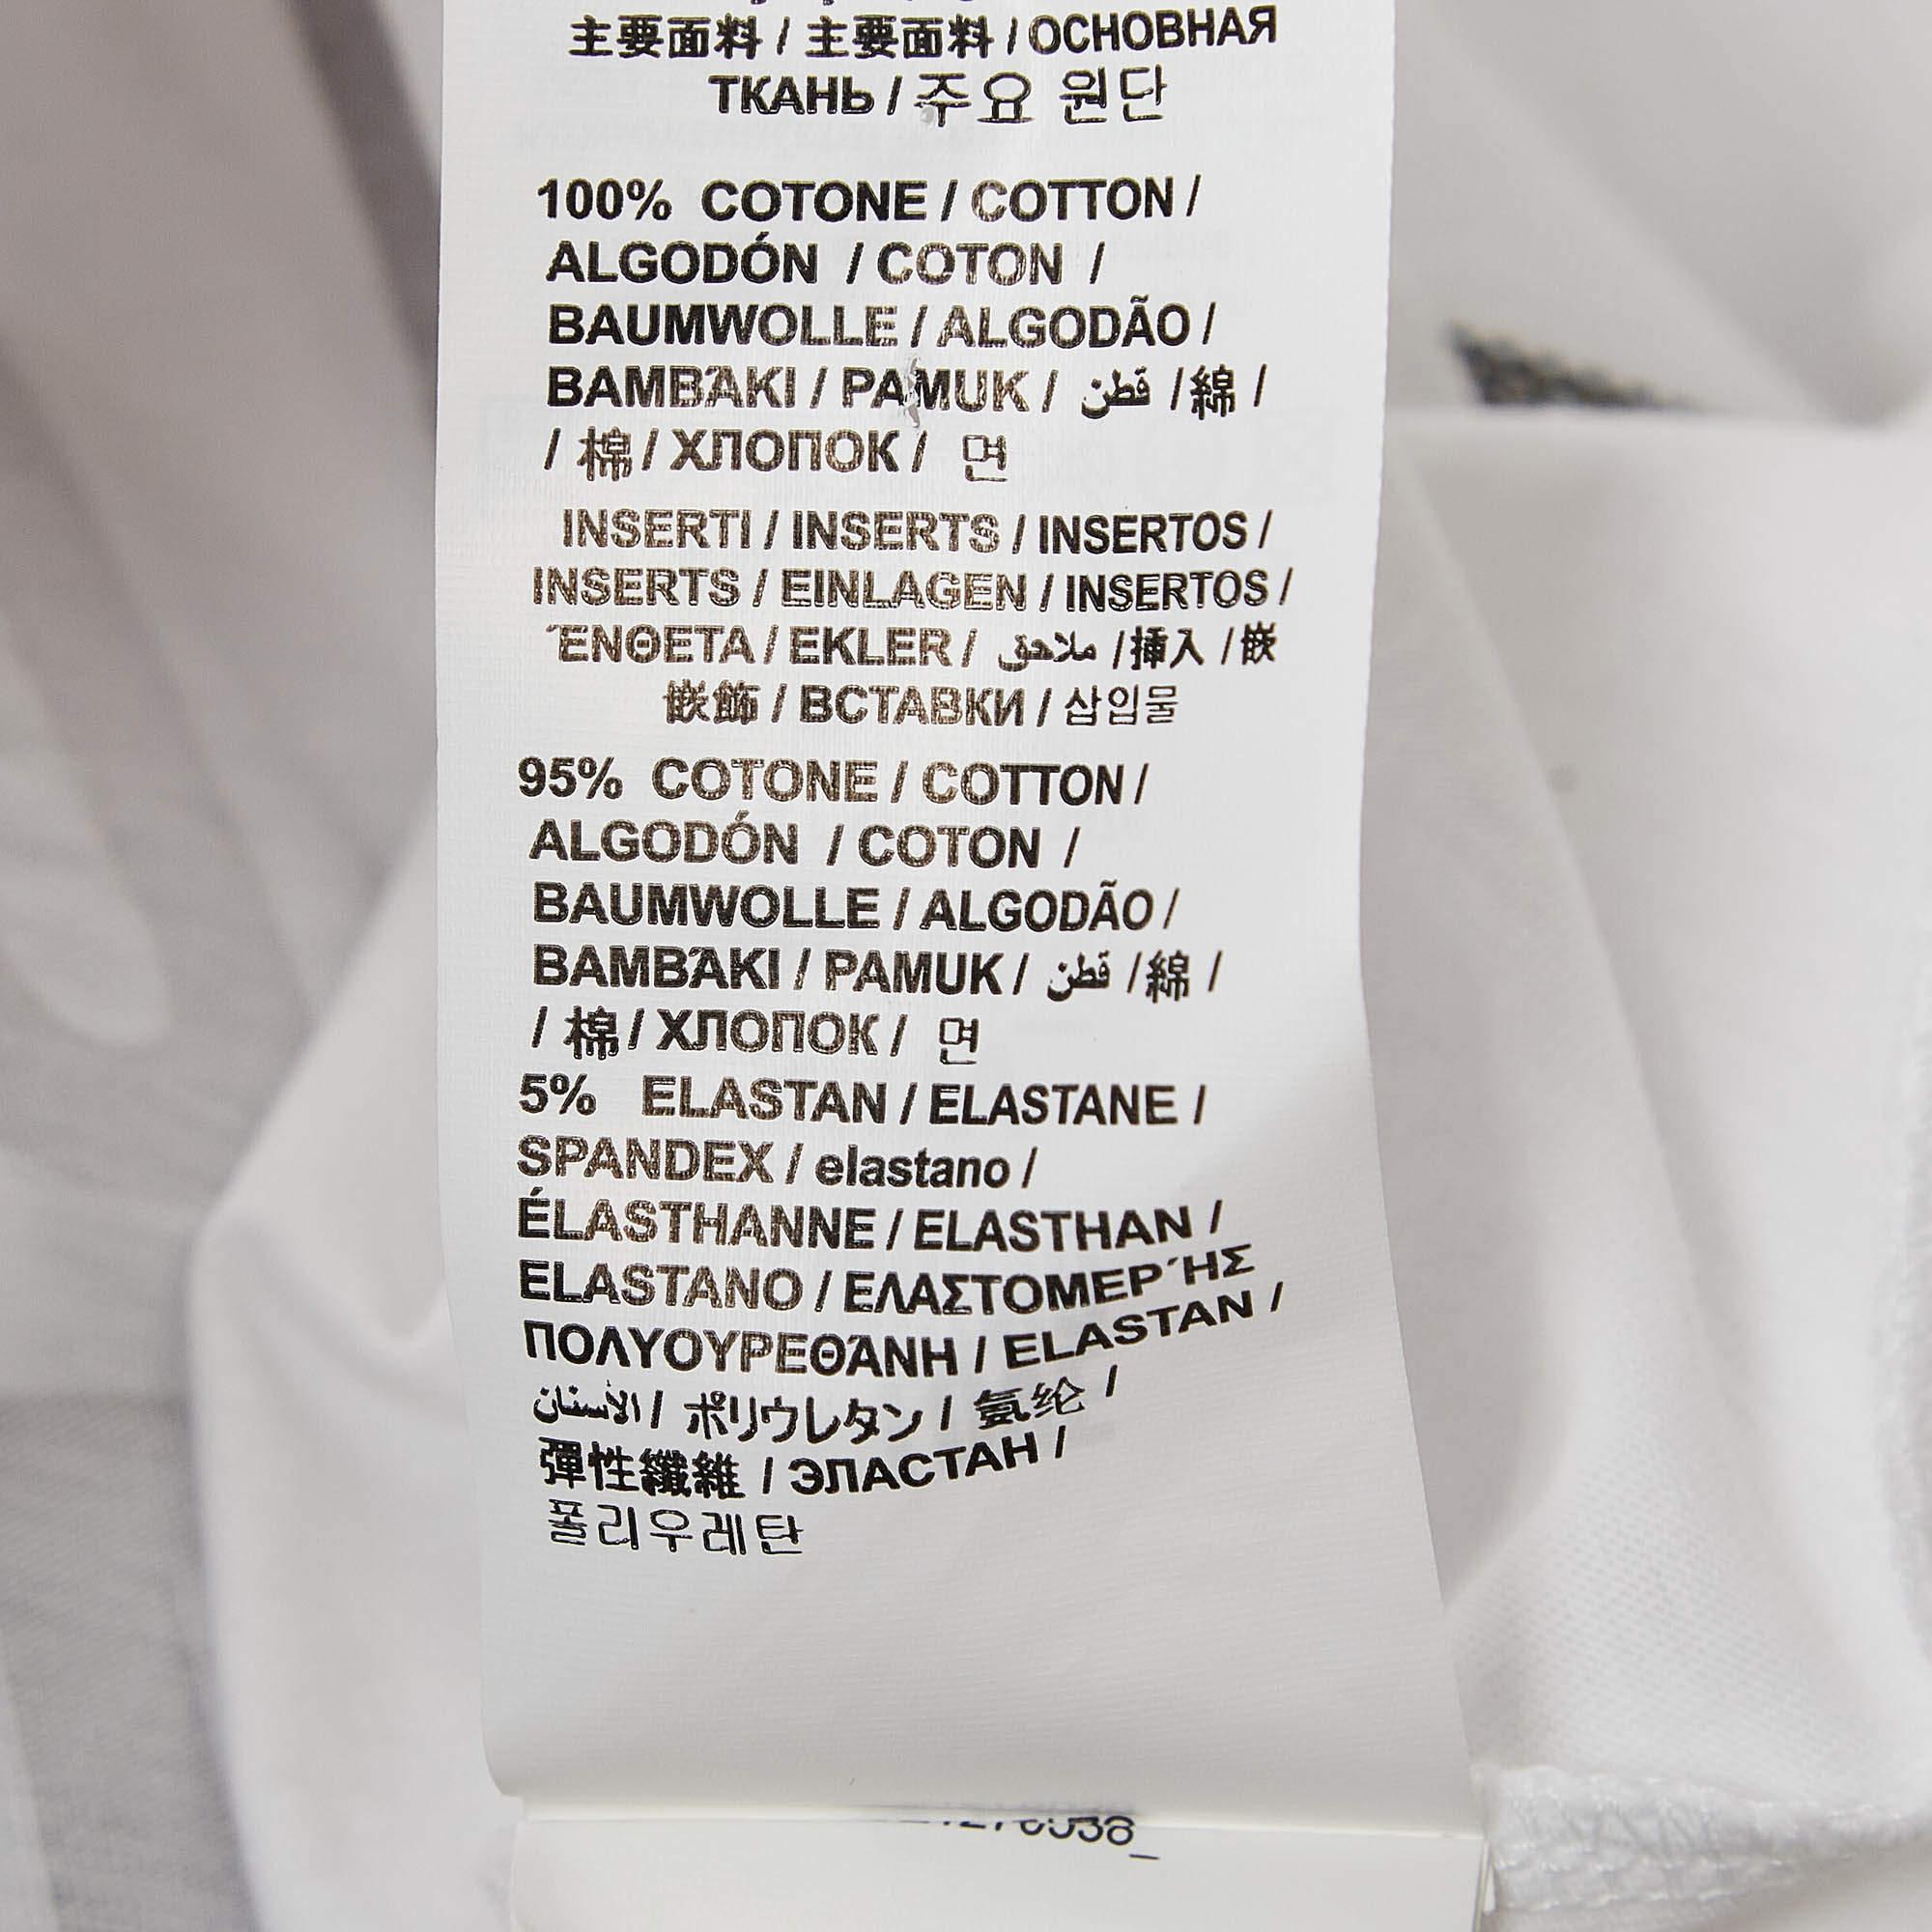 主要面料 / 主要面料 / ОСНОВНАЯ
ТКАНЬ / 주요 원단
100% COTONE / COTTON /
ALGODÓN / COTON /
BAUMWOLLE / ALGODÃO /
ΒΑΜΒΆΚΙ / PAMUK / قطن / 綿 /
/ 棉 / ХЛОПОК / 면
INSERTI / INSERTS / INSERTOS /
INSERTS / EINLAGEN / INSERTOS /
ΈΝΘΕΤΑ / EKLER / ملاحق / 挿入 / 嵌
嵌飾 / ВСТАВКИ / 삽입물
95% COTONE / COTTON /
ALGODÓN / COTON /
BAUMWOLLE / ALGODÃO /
ΒΑΜΒΆΚΙ / PAMUK / قطن / 綿 /
/ 棉 / ХЛОПОК / 면
5% ELASTAN / ELASTANE /
SPANDEX / elastano /
ÉLASTHANNE / ELASTHAN /
ELASTANO / ΕΛΑΣΤΟΜΕΡΉΣ
ΠΟΛΥΟΥΡΕΘΆΝΗ / ELASTAN /
الأستان / ポリウレタン / 氨纶 /
彈性纖維 / ЭЛАСТАН /
폴리우레탄